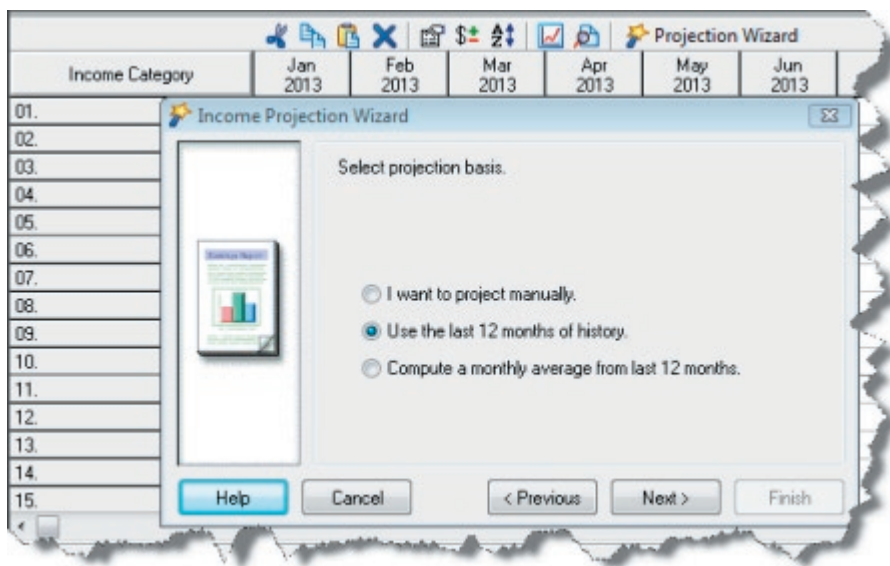 Projection Wizard
Income Category
Jan 2013
Feb 2013
Mar 2013
Apr 2013
May 2013
Jun 2013
01.
02.
03.
04.
05.
06.
07.
08.
09.
10.
11.
12.
13.
14.
15.
Income Projection Wizard
Select projection basis.
I want to project manually.
Use the last 12 months of history.
Compute a monthly average from last 12 months.
Help
Cancel
< Previous
Next >
Finish